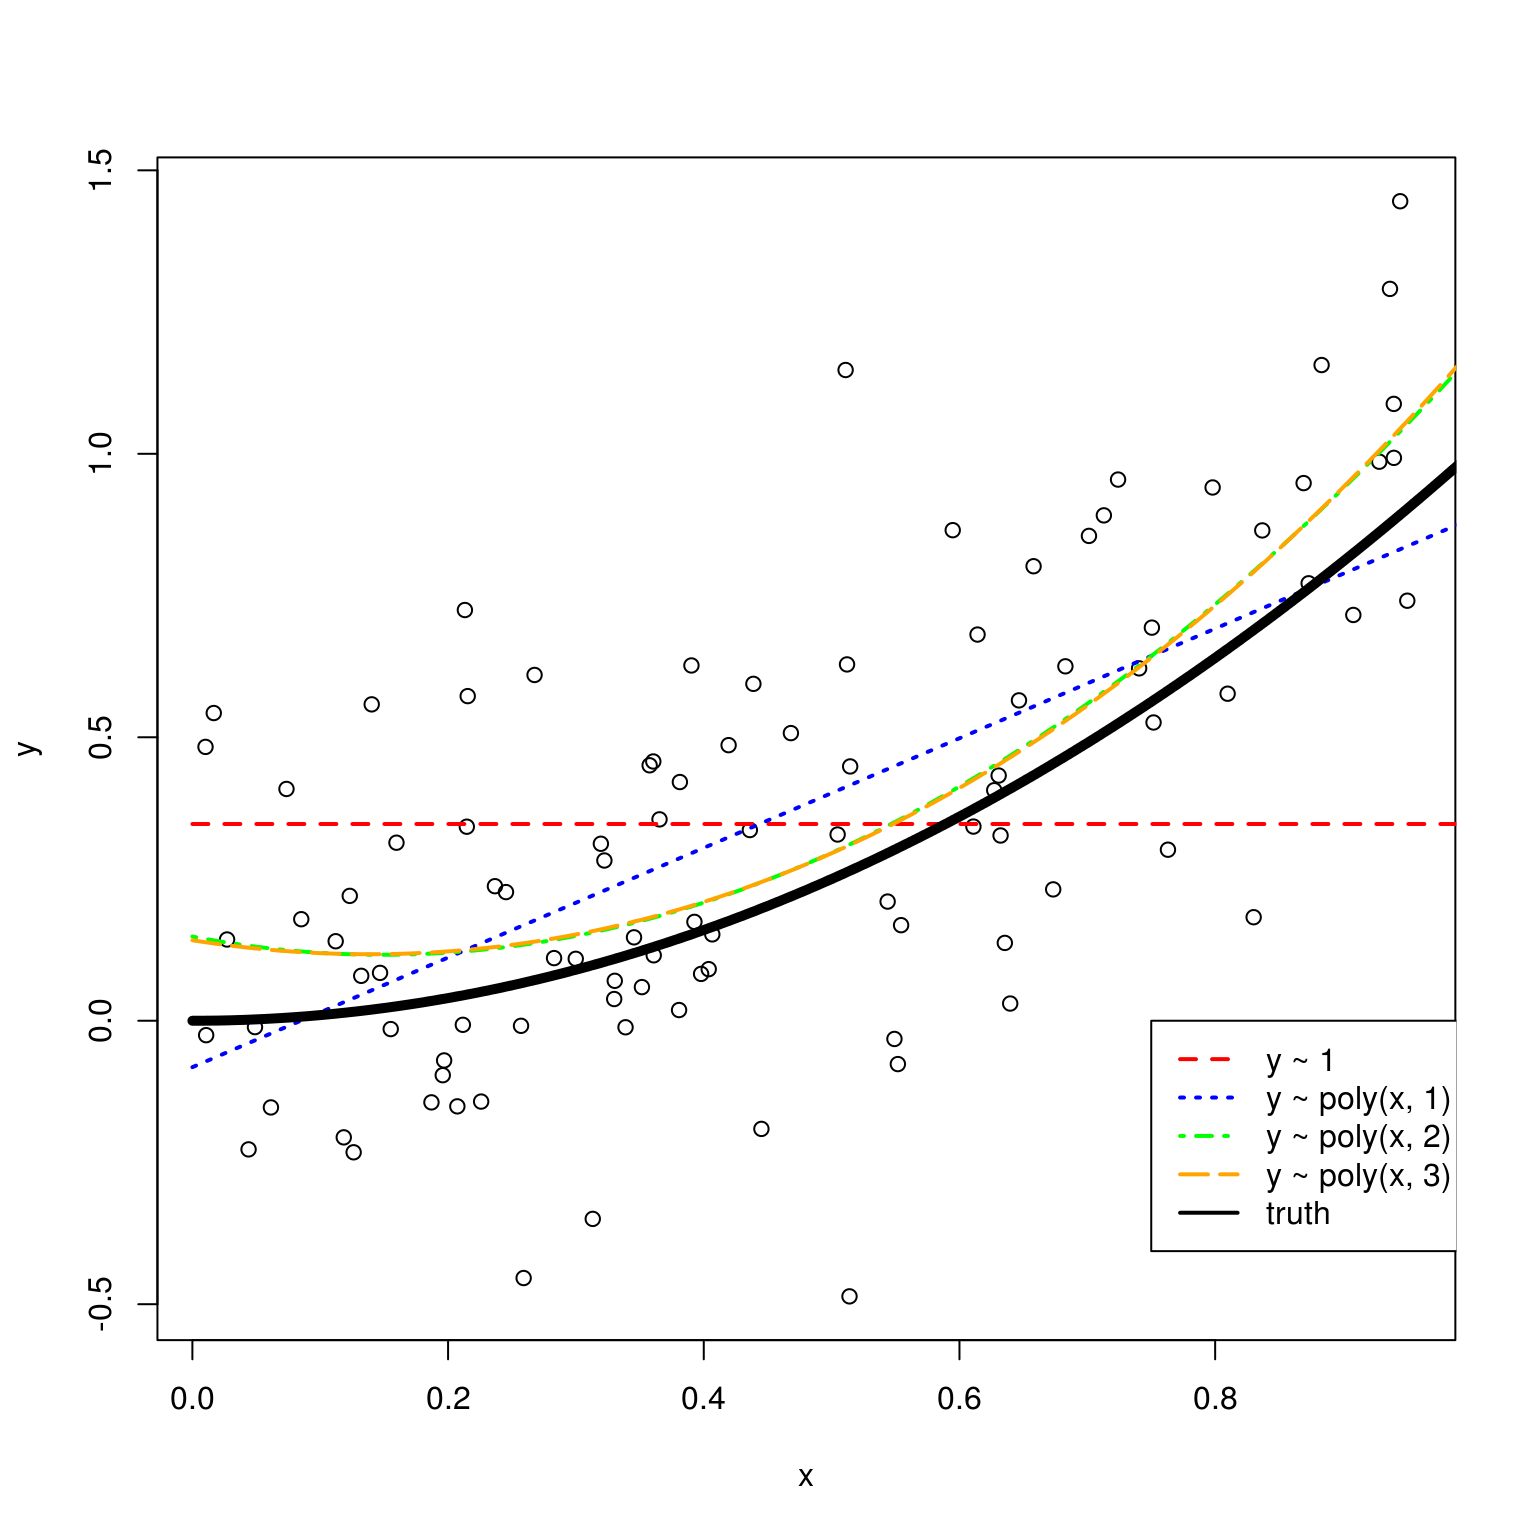 1.5
1.0
0.5
0.0
-0.5
y
0.0 0.2 0.4 0.6 0.8
x
y ~ 1
y ~ poly(x, 1)
y ~ poly(x, 2)
y ~ poly(x, 3)
truth